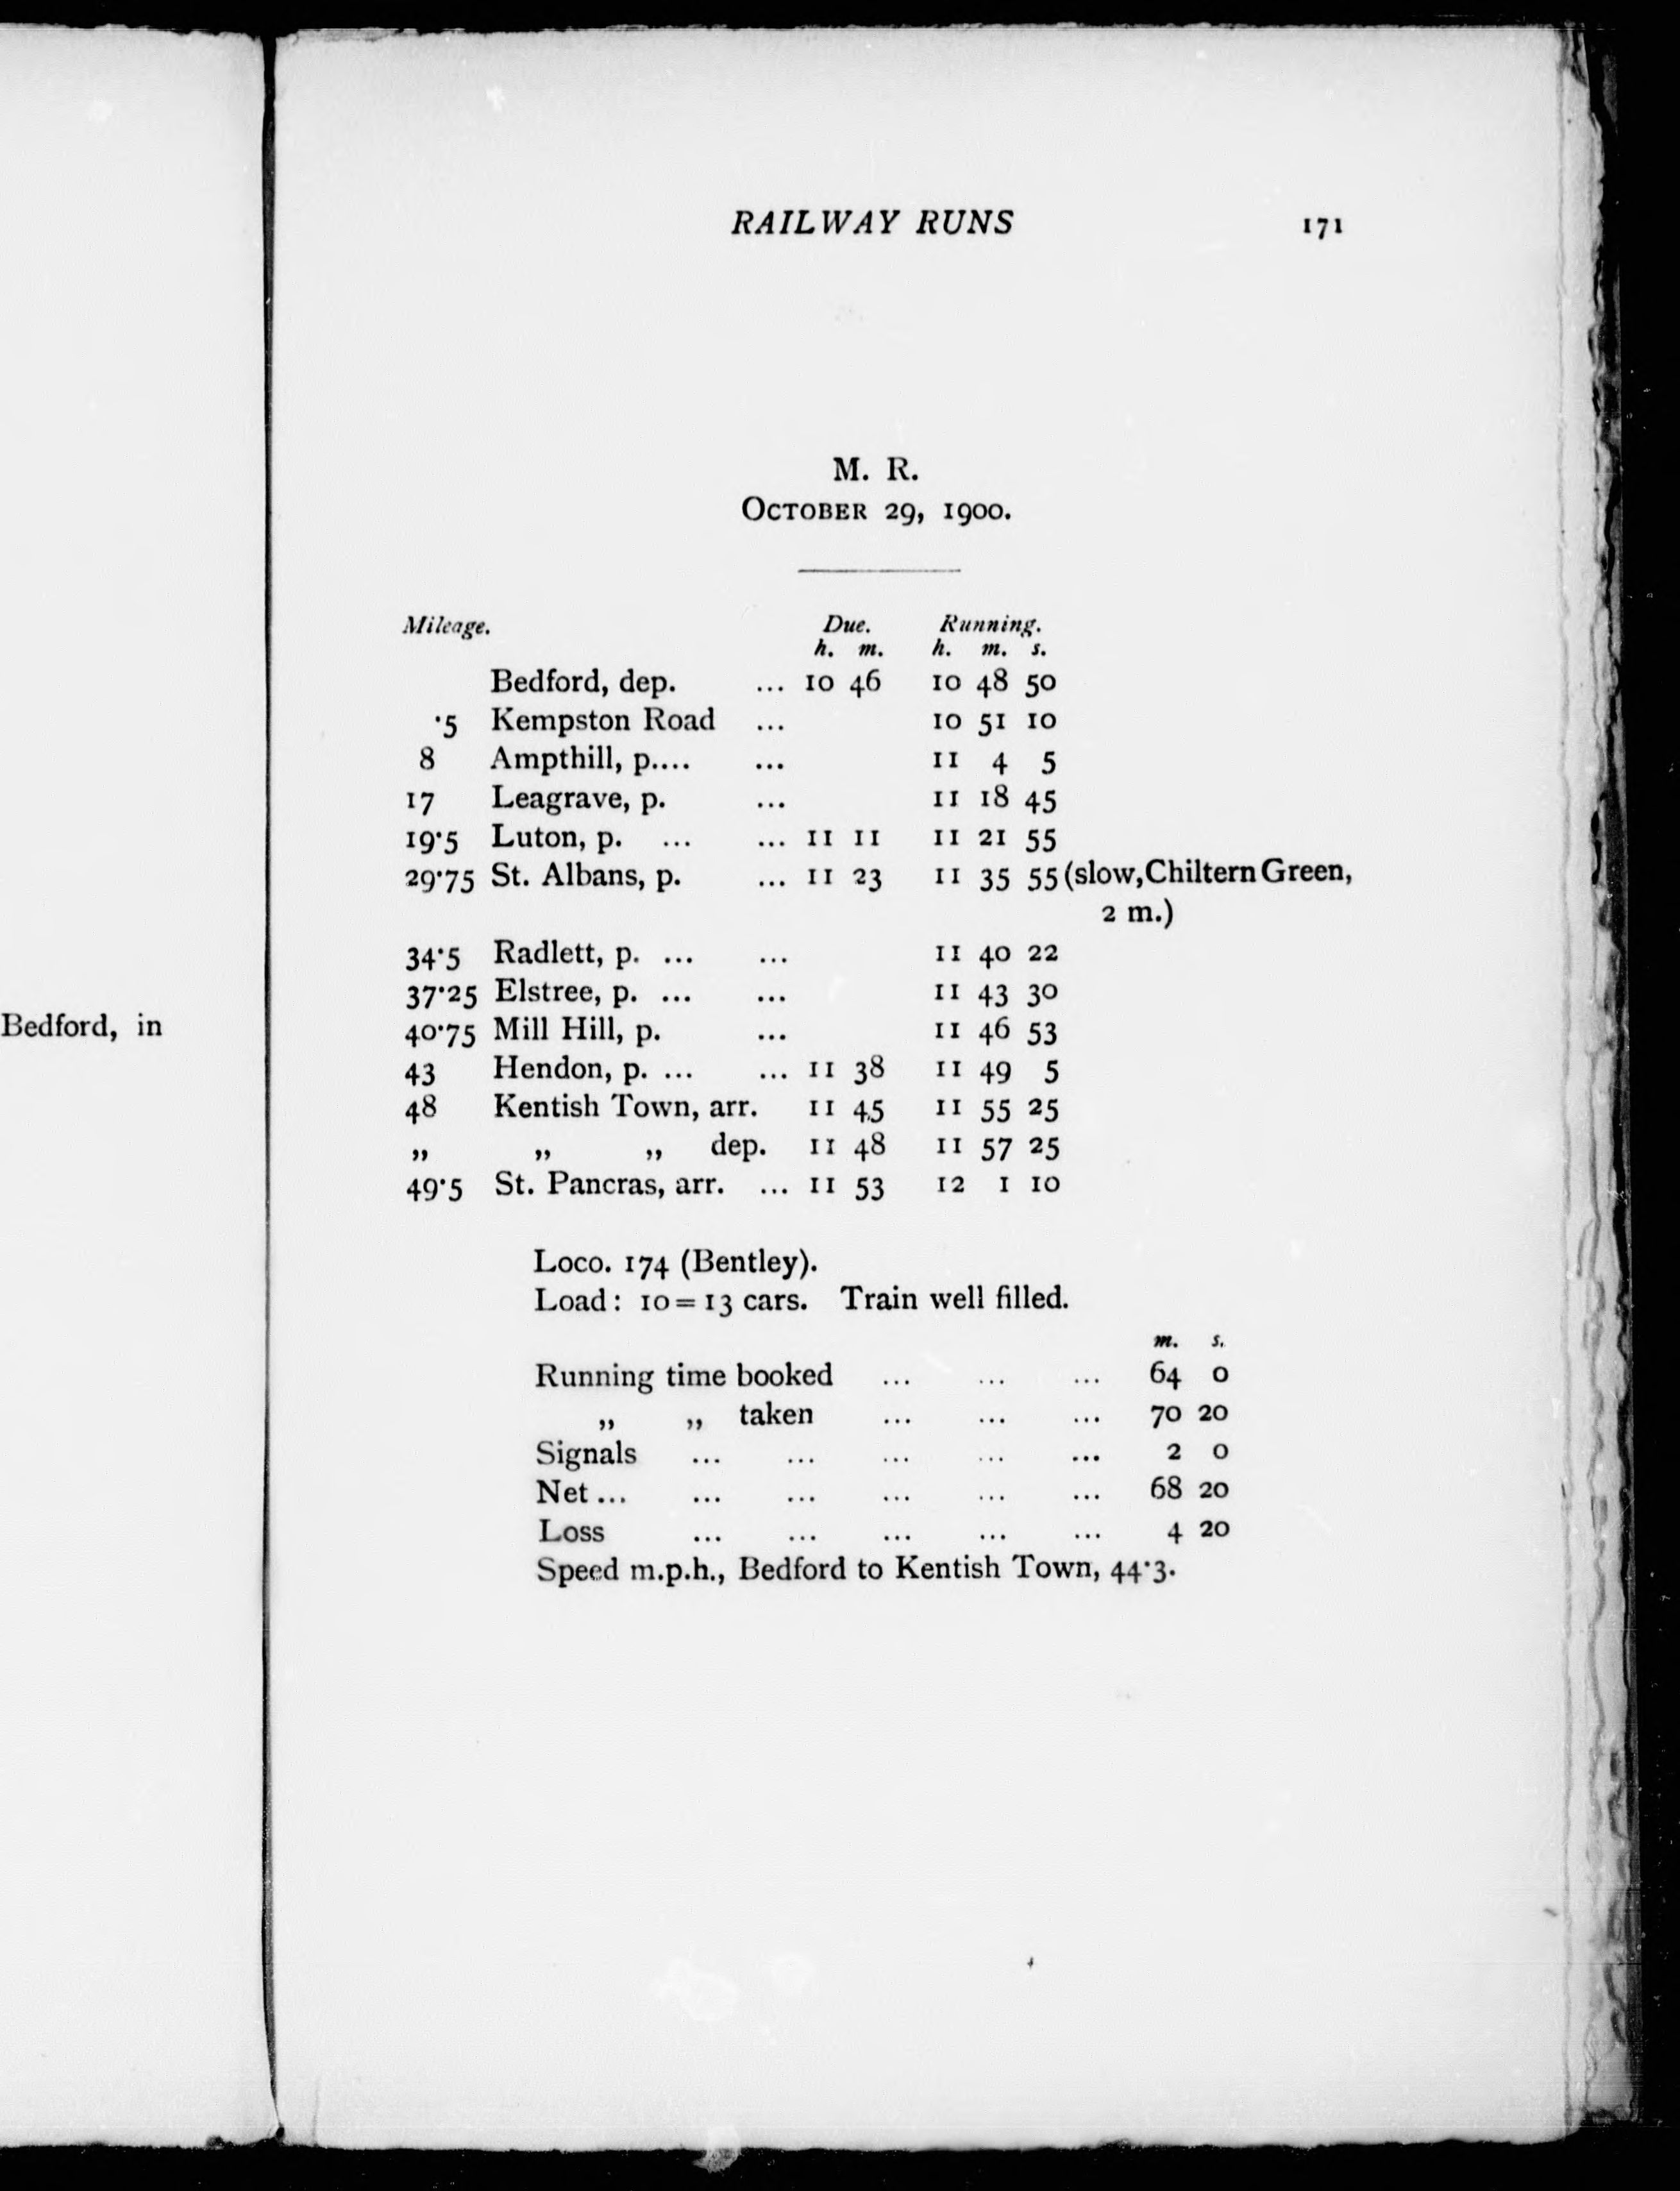 Bedford, in
RAILWAY RUNS 171
M. R.
OCTOBER 29, 1900.
Mileage. Due. Running.
h. m. h. m. s.
Bedford, dep. ... 10 46 10 48 50
·5 Kempston Road ... 10 51 10
8 Ampthill, p.... ... 11 4 5
17 Leagrave, p. ... 11 18 45
19·5 Luton, p. ... ... 11 11 11 21 55
29·75 St. Albans, p. ... 11 23 11 35 55 (slow, Chiltern Green,
2 m.)
34·5 Radlett, p. ... ... 11 40 22
37·25 Elstree, p. ... ... 11 43 30
40·75 Mill Hill, p. ... 11 46 53
43 Hendon, p. ... ... 11 38 11 49 5
48 Kentish Town, arr. 11 45 11 55 25
„ „ „ dep. 11 48 11 57 25
49·5 St. Pancras, arr. ... 11 53 12 1 10
Loco. 174 (Bentley).
Load: 10=13 cars. Train well filled.
m. s.
Running time booked ... ... ... 64 0
„ „ taken ... ... ... 70 20
Signals ... ... ... ... ... 2 0
Net ... ... ... ... ... ... 68 20
Loss ... ... ... ... ... 4 20
Speed m.p.h., Bedford to Kentish Town, 44·3.